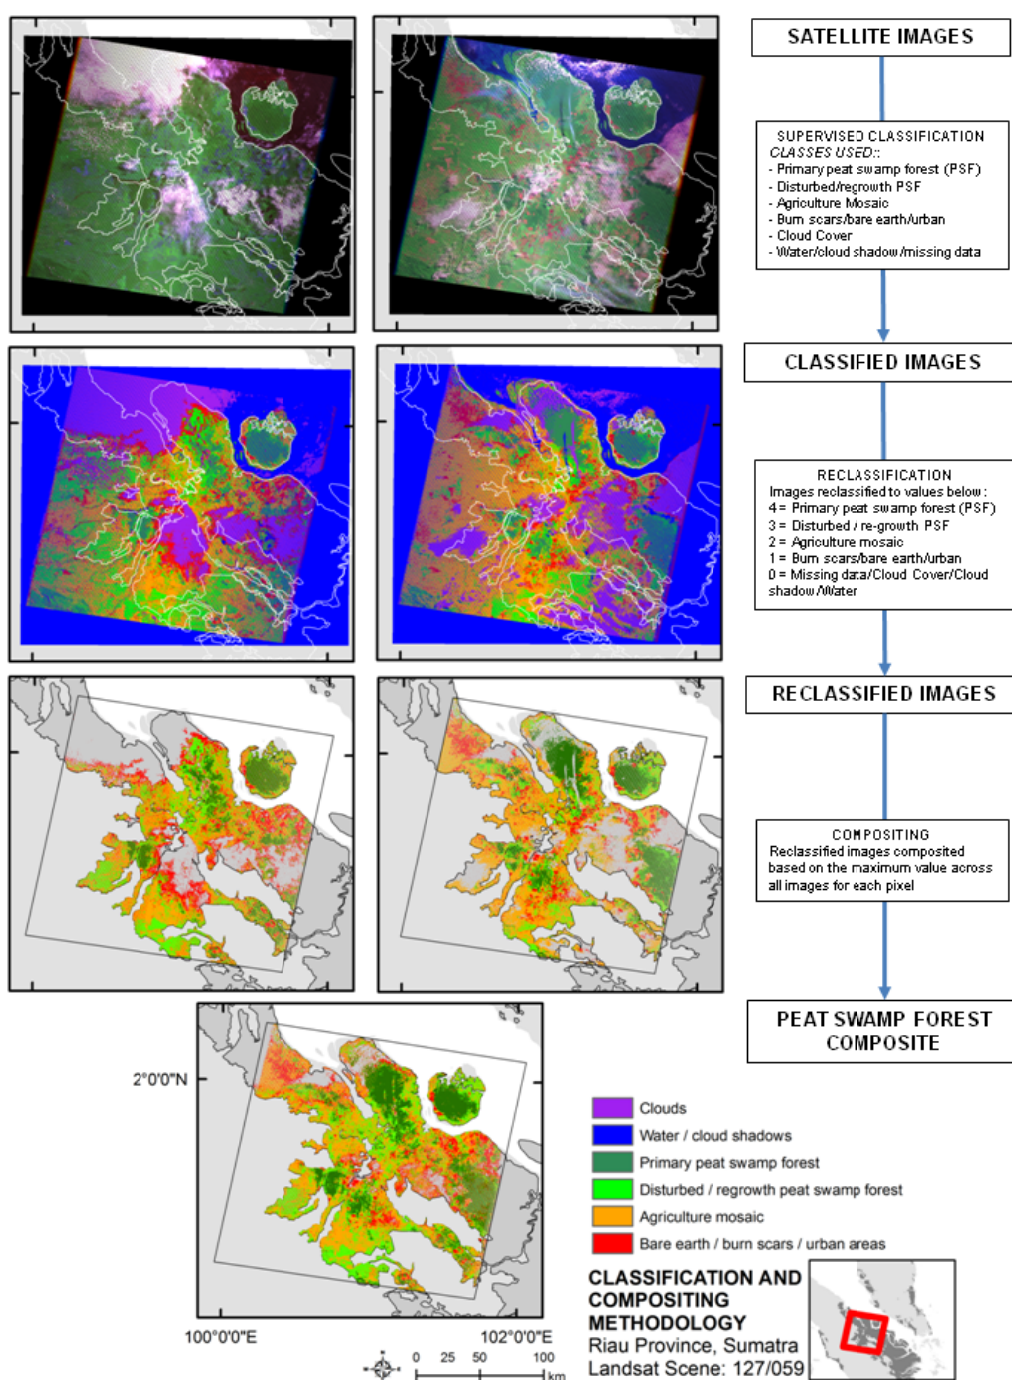 SATELLITE IMAGES
SUPERVISED CLASSIFICATION
CLASSES USED::
- Primary peat swamp forest (PSF)
- Disturbed/regrowth PSF
- Agriculture Mosaic
- Burn scars/bare earth/urban
- Cloud Cover
- Water/cloud shadow/missing data
CLASSIFIED IMAGES
RECLASSIFICATION
Images reclassified to values below :
4 = Primary peat swamp forest (PSF)
3 = Disturbed / re-growth PSF
2 = Agriculture mosaic
1 = Burn scars/bare earth/urban
0 = Missing data/Cloud Cover/Cloud
shadow/Water
RECLASSIFIED IMAGES
COMPOSITING
Reclassified images composited
based on the maximum value across
all images for each pixel
PEAT SWAMP FOREST
COMPOSITE
2°0'0"N
100°0'0"E
102°0'0"E
Clouds
Water / cloud shadows
Primary peat swamp forest
Disturbed / regrowth peat swamp forest
Agriculture mosaic
Bare earth / burn scars / urban areas
CLASSIFICATION AND
COMPOSITING
METHODOLOGY
Riau Province, Sumatra
Landsat Scene: 127/059
0 50 100
km